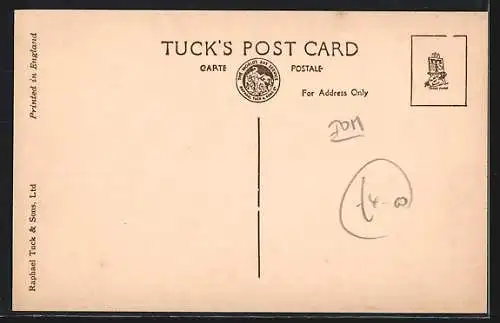 TUCK'S POST CARD
CARTE POSTALE
For Address Only
Printed in England
Raphael Tuck & Sons, Ltd